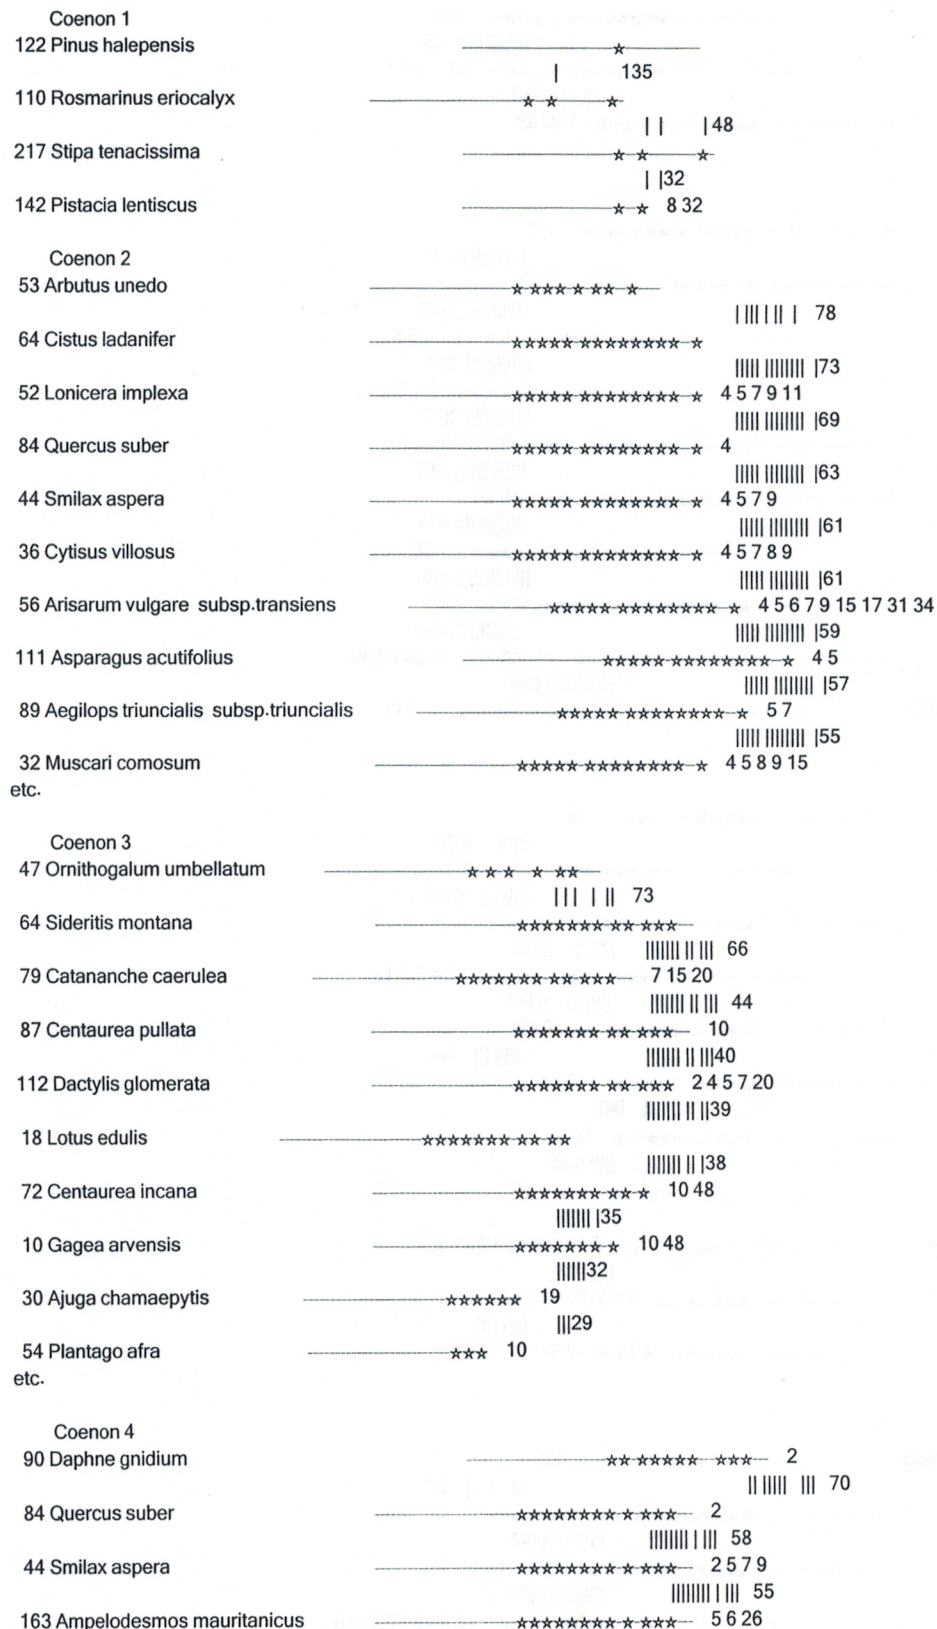 Coenon 1
122 Pinus halepensis
135
110 Rosmarinus eriocalyx
48
217 Stipa tenacissima
32
142 Pistacia lentiscus 8 32
Coenon 2
53 Arbutus unedo
78
64 Cistus ladanifer
73
52 Lonicera implexa 4 5 7 9 11
69
84 Quercus suber 4
63
44 Smilax aspera 4 5 7 9
61
36 Cytisus villosus 4 5 7 8 9
61
56 Arisarum vulgare subsp.transiens 4 5 6 7 9 15 17 31 34
59
111 Asparagus acutifolius 4 5
57
89 Aegilops triuncialis subsp.triuncialis 5 7
55
32 Muscari comosum 4 5 8 9 15
etc.
Coenon 3
47 Ornithogalum umbellatum
73
64 Sideritis montana
66
79 Catananche caerulea 7 15 20
44
87 Centaurea pullata 10
40
112 Dactylis glomerata 2 4 5 7 20
39
18 Lotus edulis
38
72 Centaurea incana 10 48
35
10 Gagea arvensis 10 48
32
30 Ajuga chamaepytis 19
29
54 Plantago afra 10
etc.
Coenon 4
90 Daphne gnidium 2
70
84 Quercus suber 2
58
44 Smilax aspera 2 5 7 9
55
163 Ampelodesmos mauritanicus 5 6 26